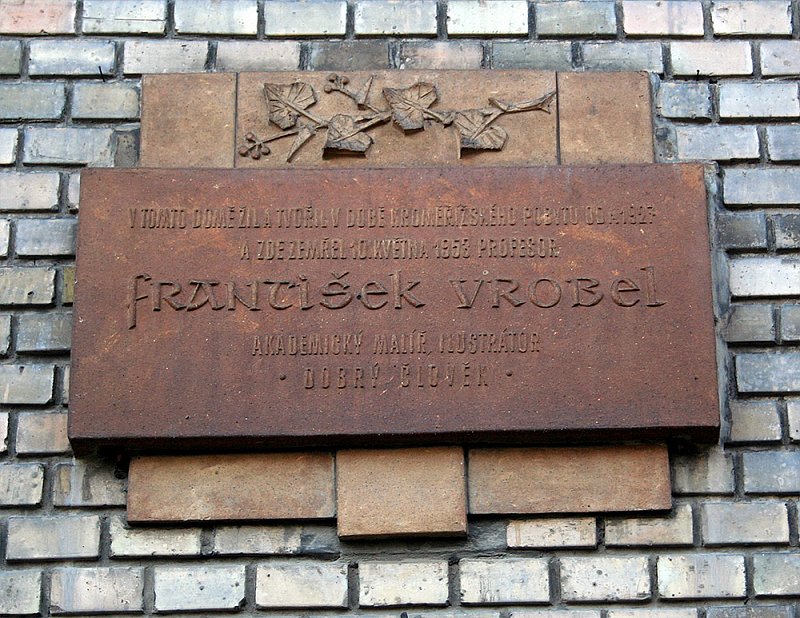 V TOMTO DOMĚ ŽIL A TVOŘIL V DOBĚ KROMĚŘÍŽSKÉHO POBYTU OD R. 1927
A ZDE ZEMŘEL 10. KVĚTNA 1953 PROFESOR
František Vrobel
AKADEMICKÝ MALÍŘ, ILUSTRÁTOR
· DOBRÝ ČLOVĚK ·